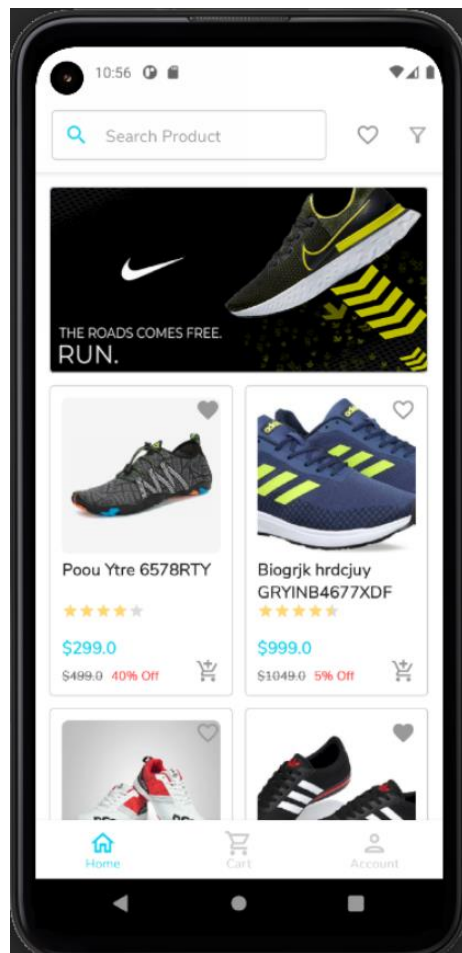 10:56
Search Product
THE ROADS COMES FREE.
RUN.
Poou Ytre 6578RTY
$299.0
$499.0 40% Off
Biogrjk hrdcjuy
GRYINB4677XDF
$999.0
$1049.0 5% Off
Home
Cart
Account